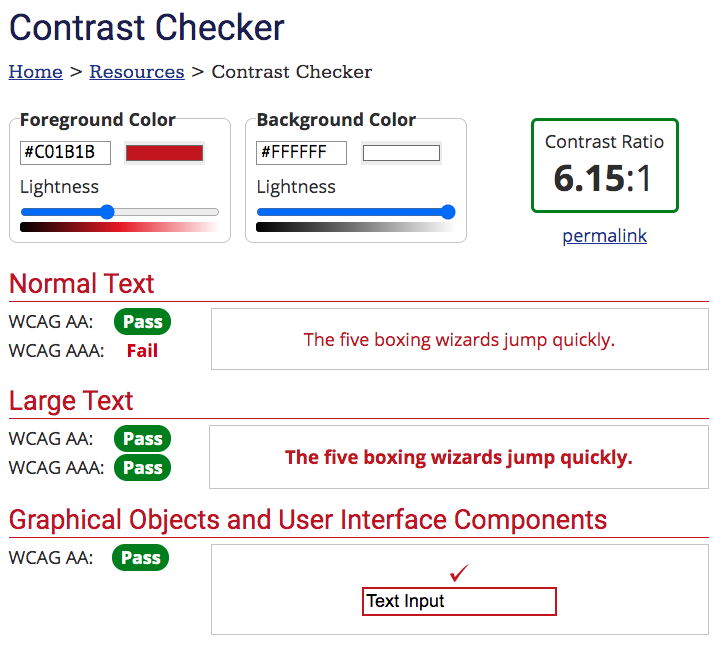 Contrast Checker
Home > Resources > Contrast Checker
Foreground Color
#C01B1B
Lightness
Background Color
#FFFFFF
Lightness
Contrast Ratio
6.15:1
permalink
Normal Text
WCAG AA: Pass
WCAG AAA: Fail
The five boxing wizards jump quickly.
Large Text
WCAG AA: Pass
WCAG AAA: Pass
The five boxing wizards jump quickly.
Graphical Objects and User Interface Components
WCAG AA: Pass
Text Input